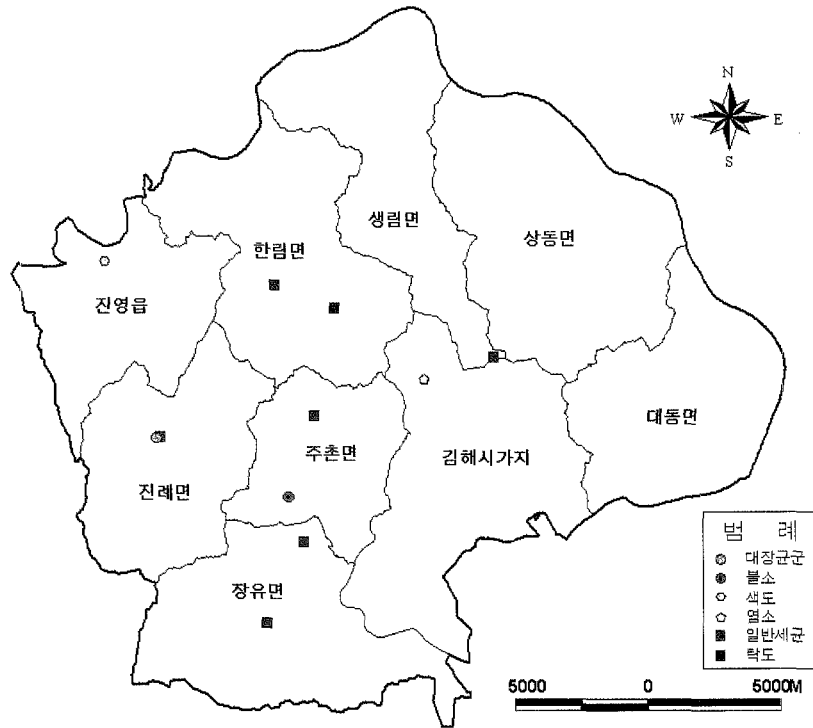 N
W E
S
생림면
상동면
한림면
진영읍
대동면
주촌면
김해시가지
진례면
장유면
범 례
대장균군
불소
색도
염소
일반세균
탁도
5000 0 5000M